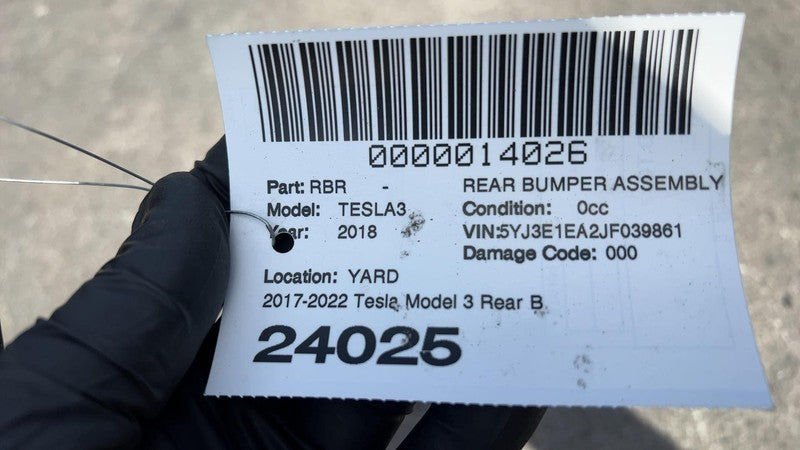 0000014026
Part: RBR - REAR BUMPER ASSEMBLY
Model: TESLA3 Condition: 0cc
Year: 2018 VIN:5YJ3E1EA2JF039861
Damage Code: 000
Location: YARD
2017-2022 Tesla Model 3 Rear B
24025